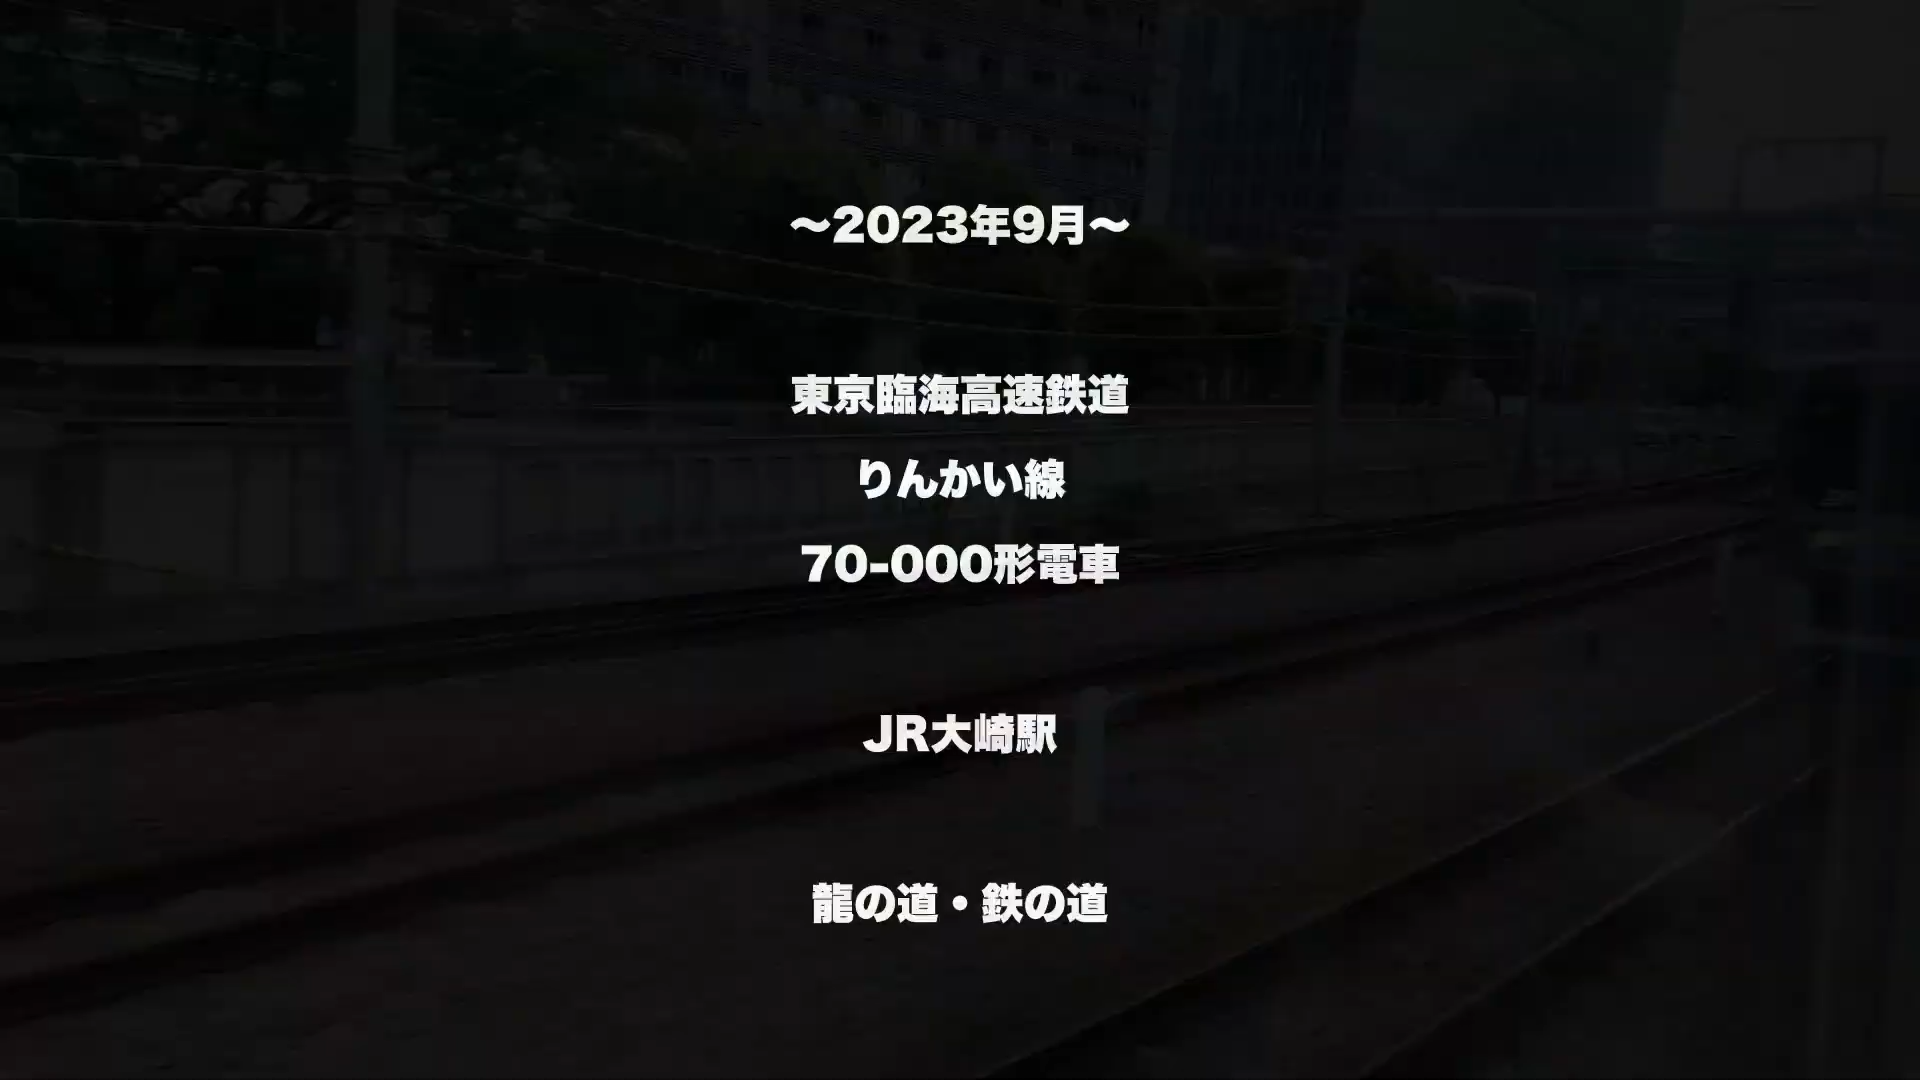 ～2023年9月～
東京臨海高速鉄道
りんかい線
70-000形電車
JR大崎駅
龍の道・鉄の道